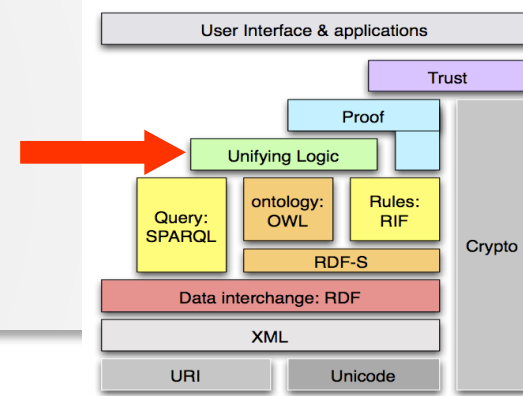 User Interface & applications
Trust
Proof
Unifying Logic
Query:
SPARQL
ontology:
OWL
Rules:
RIF
Crypto
RDF-S
Data interchange: RDF
XML
URI
Unicode